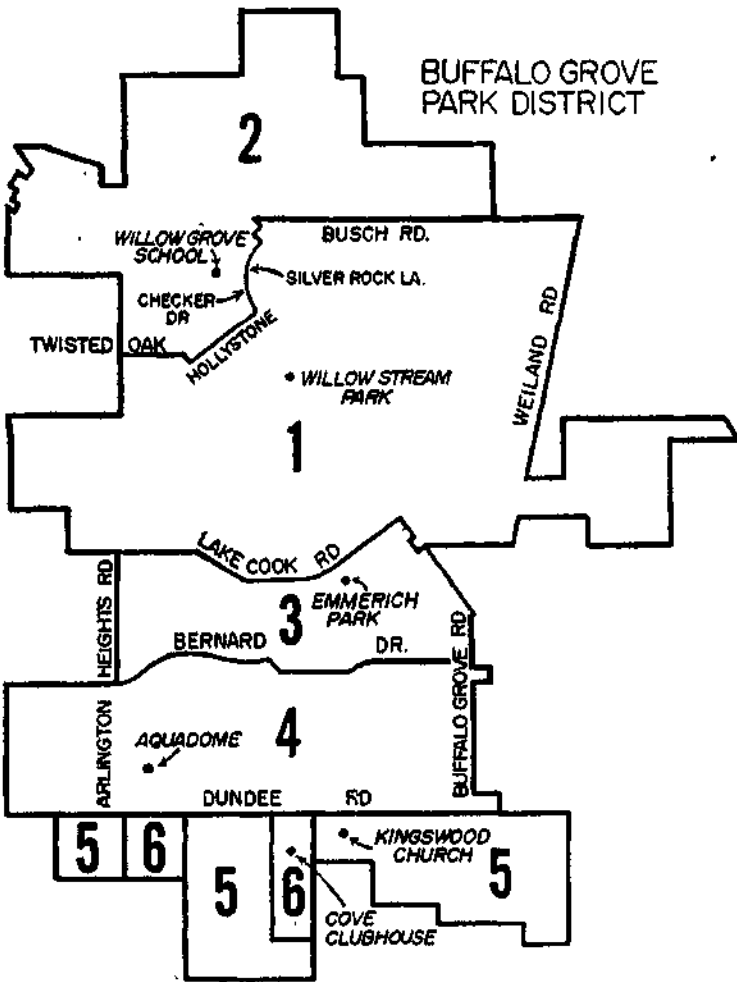 BUFFALO GROVE
PARK DISTRICT
2
WILLOW GROVE
SCHOOL
BUSCH RD.
SILVER ROCK LA.
CHECKER
DR
HOLLYSTONE
TWISTED OAK
WEILAND RD
WILLOW STREAM
PARK
1
LAKE COOK RD
EMMERICH
PARK
3
BERNARD DR.
ARLINGTON HEIGHTS RD
BUFFALO GROVE RD
AQUADOME
4
DUNDEE RD
5
6
5
6
KINGSWOOD
CHURCH
5
COVE
CLUBHOUSE